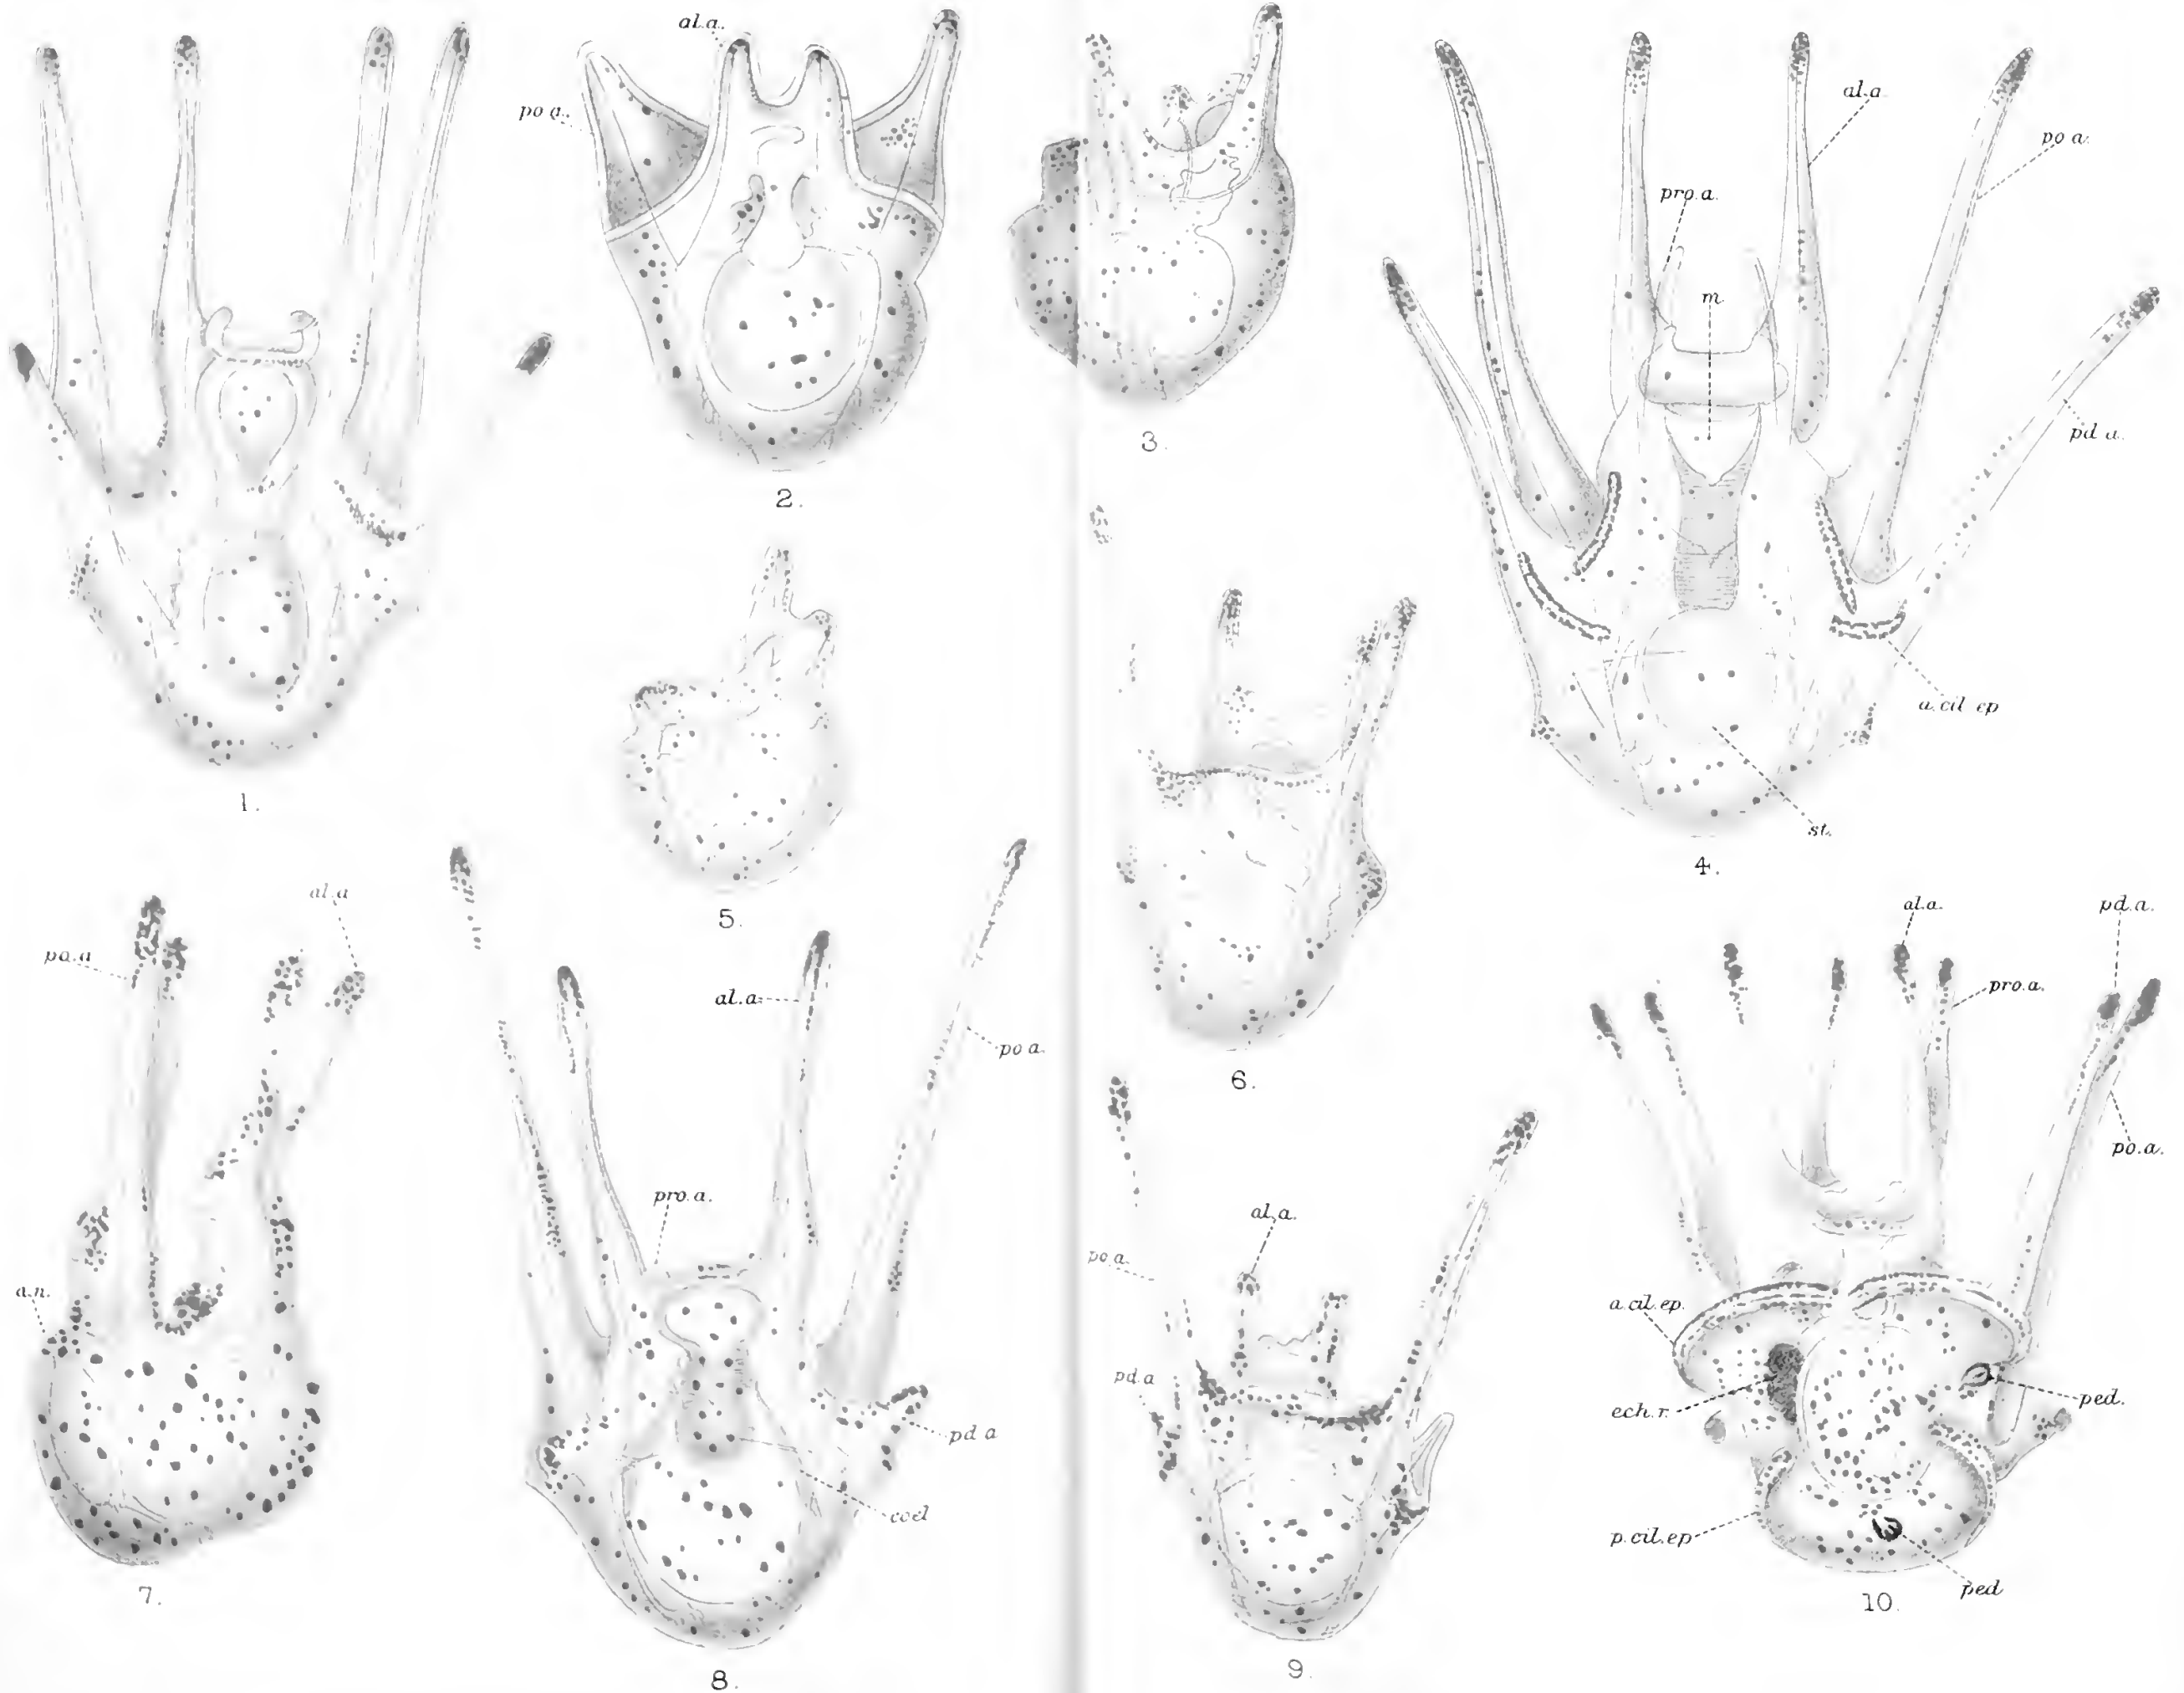 al.a.
po a.
1.
2.
3.
al.a
po a.
pro.a.
m.
pd a.
a.cil ep
st.
4.
5.
6.
al.a
po.a
a.n.
7.
al.a.
po a.
pro.a.
pd a
coel
8.
po.a.
al.a.
pd.a
9.
al.a.
pd.a.
pro.a.
po.a.
a.cil.ep.
ech.r.
ped.
p.cil.ep
ped
10.